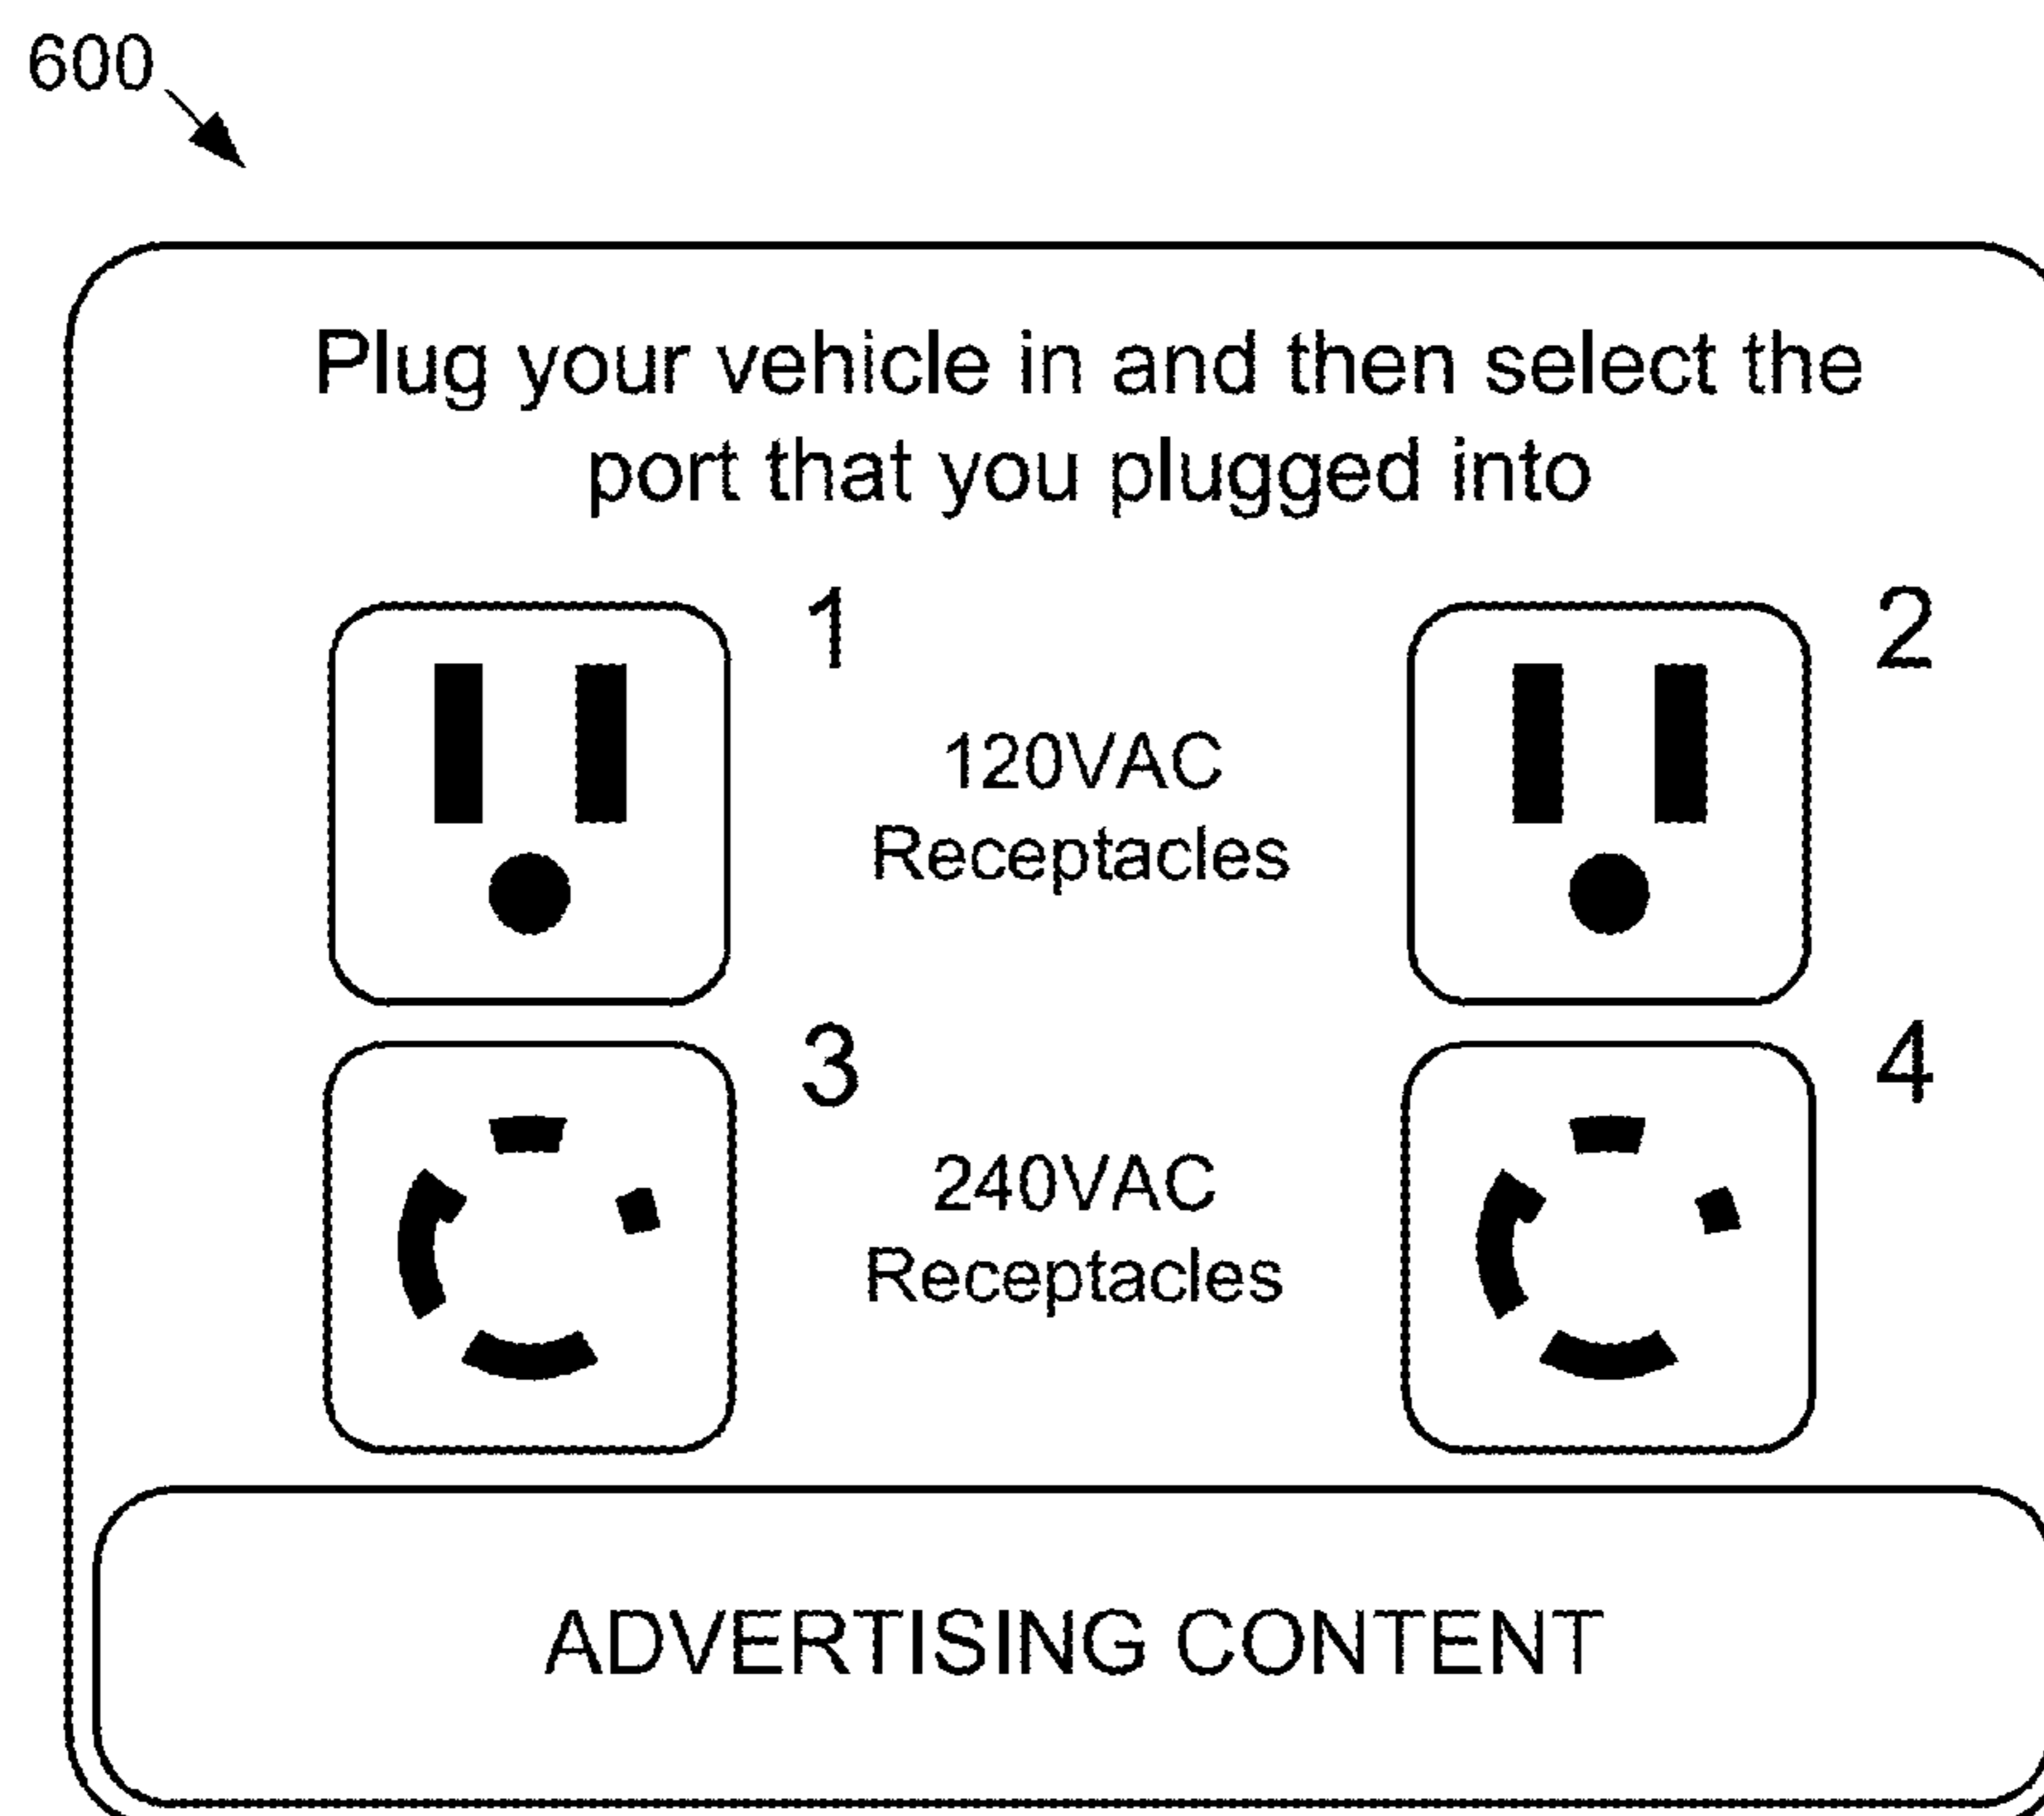 600
Plug your vehicle in and then select the
port that you plugged into
1
2
120VAC
Receptacles
3
4
240VAC
Receptacles
ADVERTISING CONTENT